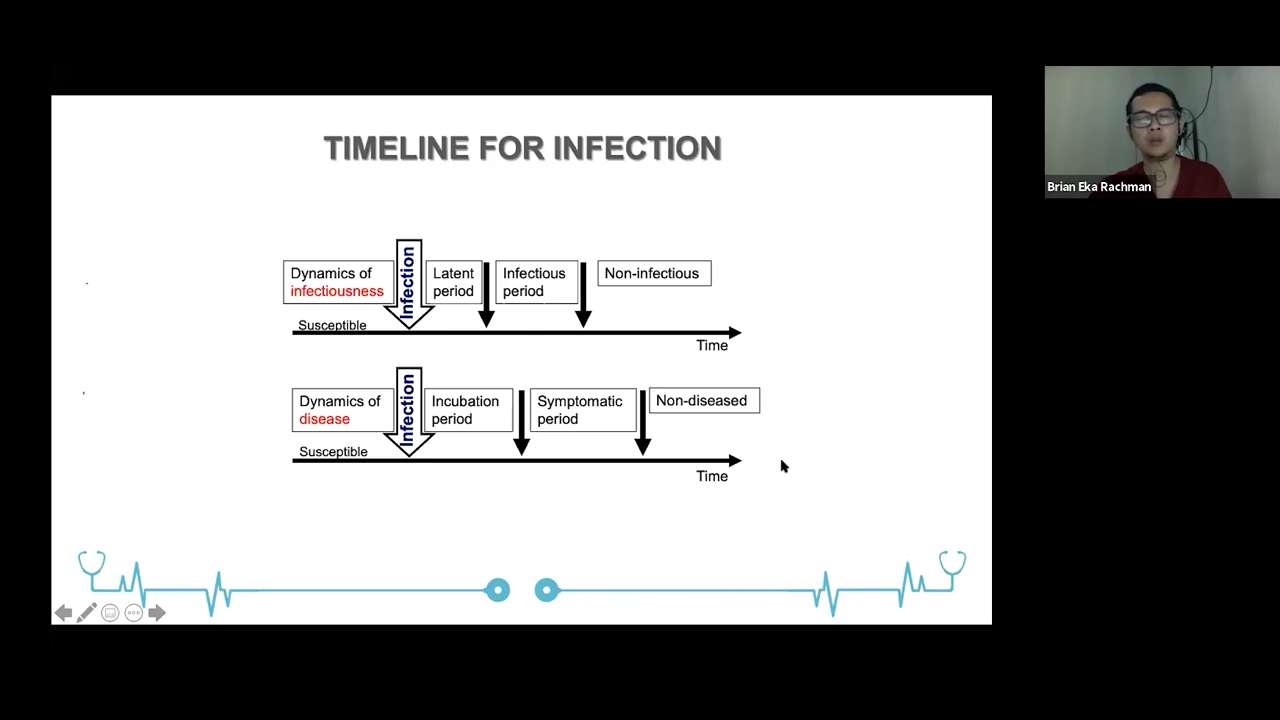 TIMELINE FOR INFECTION
Dynamics of
infectiousness
Infection
Latent
period
Infectious
period
Non-infectious
Susceptible
Time
Dynamics of
disease
Infection
Incubation
period
Symptomatic
period
Non-diseased
Susceptible
Time
Brian Eka Rachman